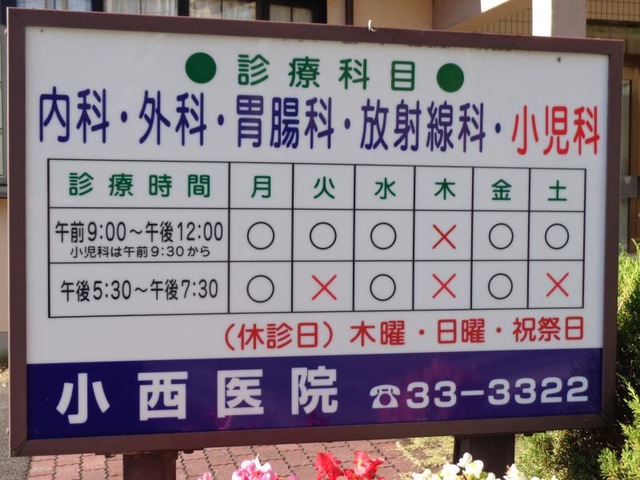 ●診療科目●
内科・外科・胃腸科・放射線科・小児科
診療時間 月 火 水 木 金 土
午前9:00～午後12:00 ○ ○ ○ × ○ ○
小児科は午前9:30から
午後5:30～午後7:30 ○ × ○ × ○ ×
(休診日)木曜・日曜・祝祭日
小西医院 ☎33-3322